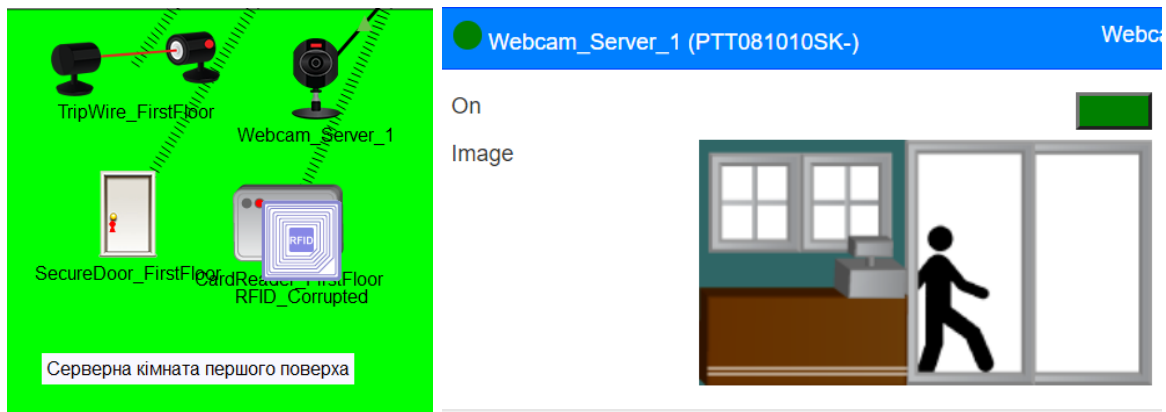 TripWire_FirstFloor
Webcam_Server_1
SecureDoor_FirstFloor
CardReader_FirstFloor
RFID
RFID_Corrupted
Серверна кімната першого поверха
Webcam_Server_1 (PTT081010SK-)
Webca
On
Image